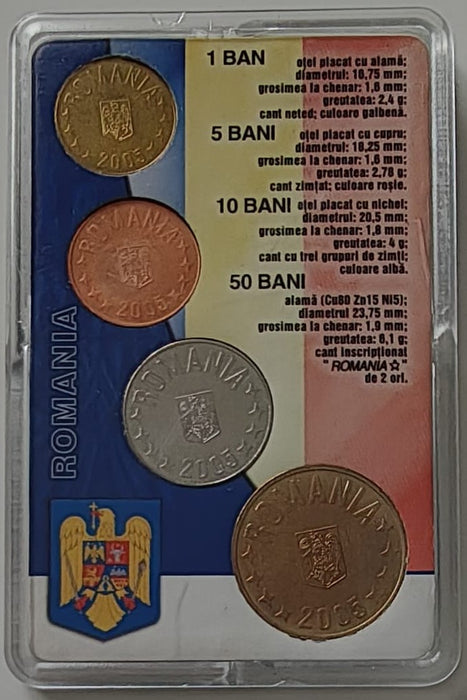 1 BAN oțel placat cu alamă;
diametrul: 16,75 mm;
grosimea la chenar: 1,6 mm;
greutatea: 2,4 g;
cant neted; culoare galbenă.
5 BANI oțel placat cu cupru;
diametrul: 18,25 mm;
grosimea la chenar: 1,6 mm;
greutatea: 2,78 g;
cant zimțat; culoare roșie.
10 BANI oțel placat cu nichel;
diametrul: 20,5 mm;
grosimea la chenar: 1,8 mm;
greutatea: 4 g;
cant cu trei grupuri de zimți;
culoare albă.
50 BANI
alamă (Cu80 Zn15 Ni5);
diametrul 23,75 mm;
grosimea la chenar: 1,9 mm;
greutatea: 6,1 g;
cant inscripționat
" ROMANIA☆"
de 2 ori.
ROMANIA
2005
ROMANIA
2005
ROMANIA
2005
ROMANIA
2005
ROMANIA